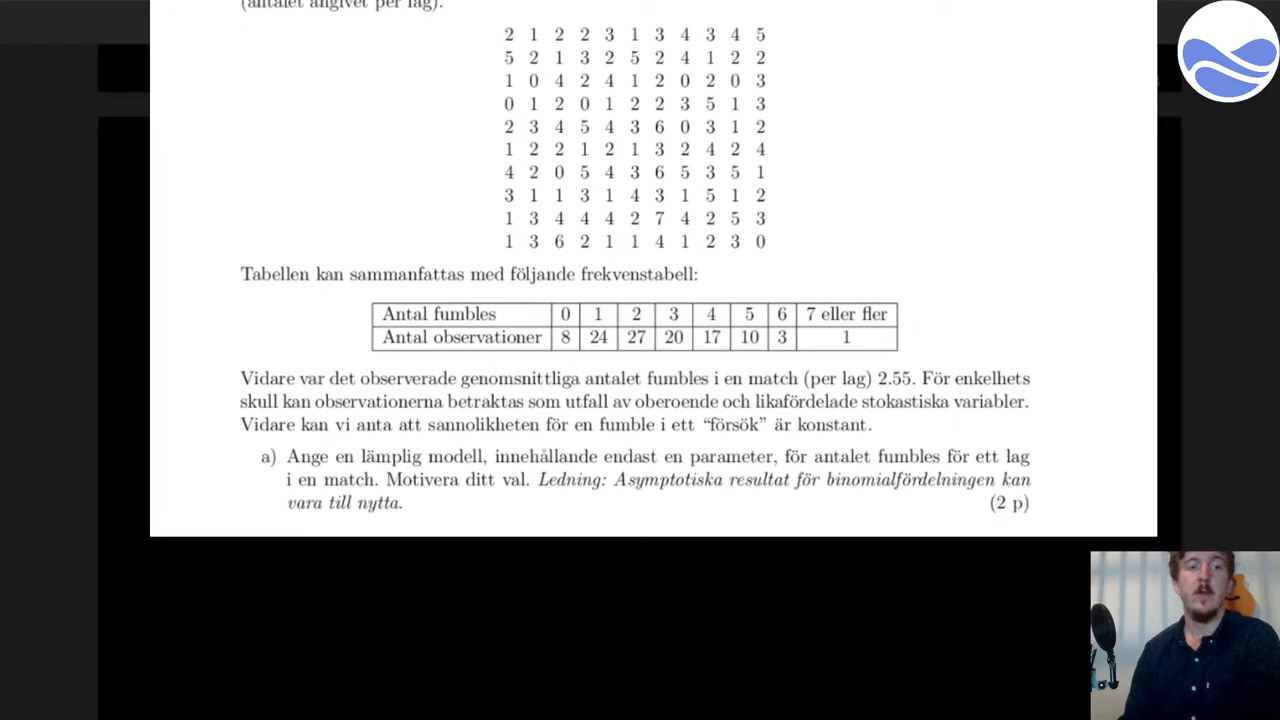 (antalet angivet per lag).
2 1 2 2 3 1 3 4 3 4 5
5 2 1 3 2 5 2 4 1 2 2
1 0 4 2 4 1 2 0 2 0 3
0 1 2 0 1 2 2 3 5 1 3
2 3 4 5 4 3 6 0 3 1 2
1 2 2 1 2 1 3 2 4 2 4
4 2 0 5 4 3 6 5 3 5 1
3 1 1 3 1 4 3 1 5 1 2
1 3 4 4 4 2 7 4 2 5 3
1 3 6 2 1 1 4 1 2 3 0
Tabellen kan sammanfattas med följande frekvenstabell:
Antal fumbles 0 1 2 3 4 5 6 7 eller fler
Antal observationer 8 24 27 20 17 10 3 1
Vidare var det observerade genomsnittliga antalet fumbles i en match (per lag) 2.55. För enkelhets
skull kan observationerna betraktas som utfall av oberoende och likafördelade stokastiska variabler.
Vidare kan vi anta att sannolikheten för en fumble i ett “försök” är konstant.
a) Ange en lämplig modell, innehållande endast en parameter, för antalet fumbles för ett lag
i en match. Motivera ditt val. Ledning: Asymptotiska resultat för binomialfördelningen kan
vara till nytta. (2 p)